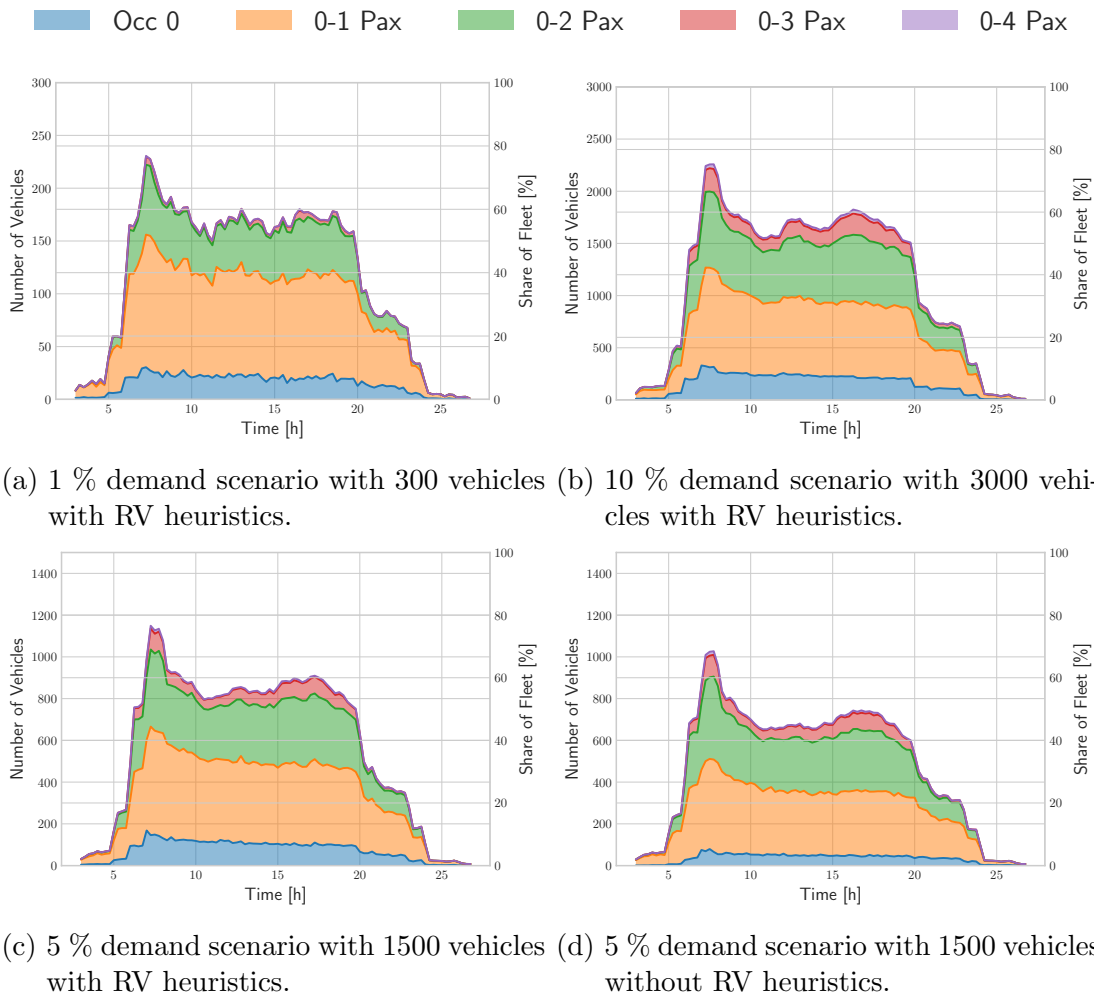 Occ 0 0-1 Pax 0-2 Pax 0-3 Pax 0-4 Pax
300
250
200
150
100
50
0
Number of Vehicles
5 10 15 20 25
Time [h]
100
80
60
40
20
0
Share of Fleet [%]
3000
2500
2000
1500
1000
500
0
Number of Vehicles
5 10 15 20 25
Time [h]
100
80
60
40
20
0
Share of Fleet [%]
(a) 1 % demand scenario with 300 vehicles
with RV heuristics.
(b) 10 % demand scenario with 3000 vehi-
cles with RV heuristics.
1400
1200
1000
800
600
400
200
0
Number of Vehicles
5 10 15 20 25
Time [h]
100
80
60
40
20
0
Share of Fleet [%]
1400
1200
1000
800
600
400
200
0
Number of Vehicles
5 10 15 20 25
Time [h]
100
80
60
40
20
0
Share of Fleet [%]
(c) 5 % demand scenario with 1500 vehicles
with RV heuristics.
(d) 5 % demand scenario with 1500 vehicles
without RV heuristics.